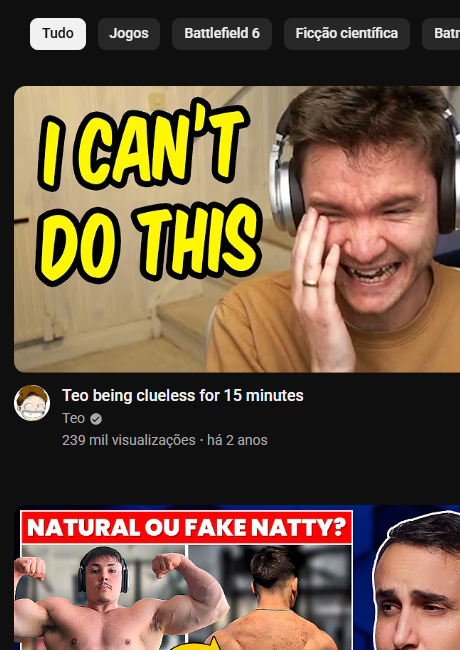 Tudo
Jogos
Battlefield 6
Ficção científica
Batr
I CAN'T
DO THIS
Teo being clueless for 15 minutes
Teo
239 mil visualizações • há 2 anos
NATURAL OU FAKE NATTY?